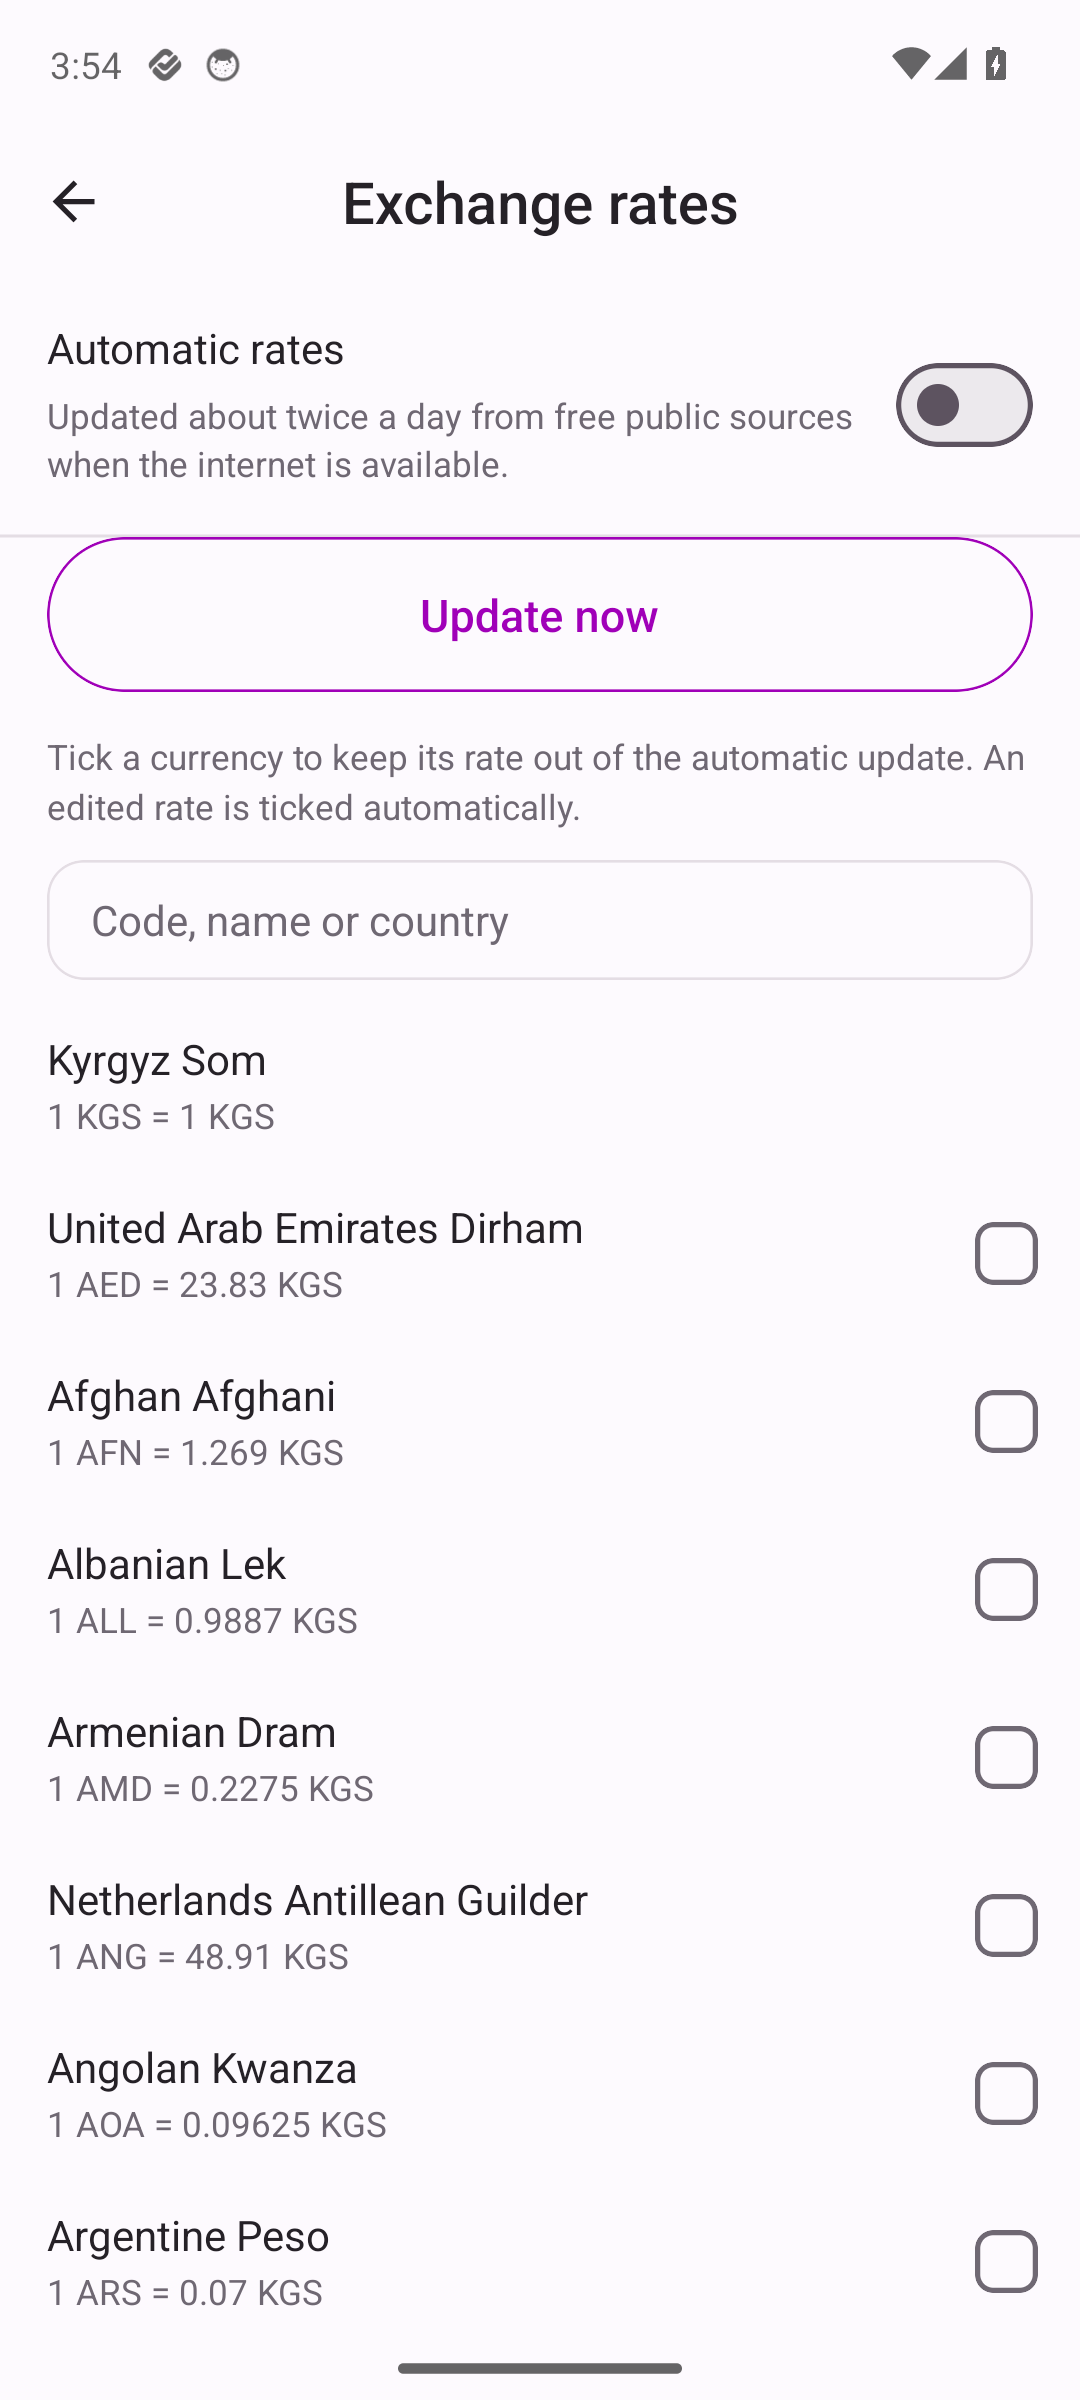 3:54
Exchange rates
Automatic rates
Updated about twice a day from free public sources
when the internet is available.
Update now
Tick a currency to keep its rate out of the automatic update. An
edited rate is ticked automatically.
Code, name or country
Kyrgyz Som
1 KGS = 1 KGS
United Arab Emirates Dirham
1 AED = 23.83 KGS
Afghan Afghani
1 AFN = 1.269 KGS
Albanian Lek
1 ALL = 0.9887 KGS
Armenian Dram
1 AMD = 0.2275 KGS
Netherlands Antillean Guilder
1 ANG = 48.91 KGS
Angolan Kwanza
1 AOA = 0.09625 KGS
Argentine Peso
1 ARS = 0.07 KGS